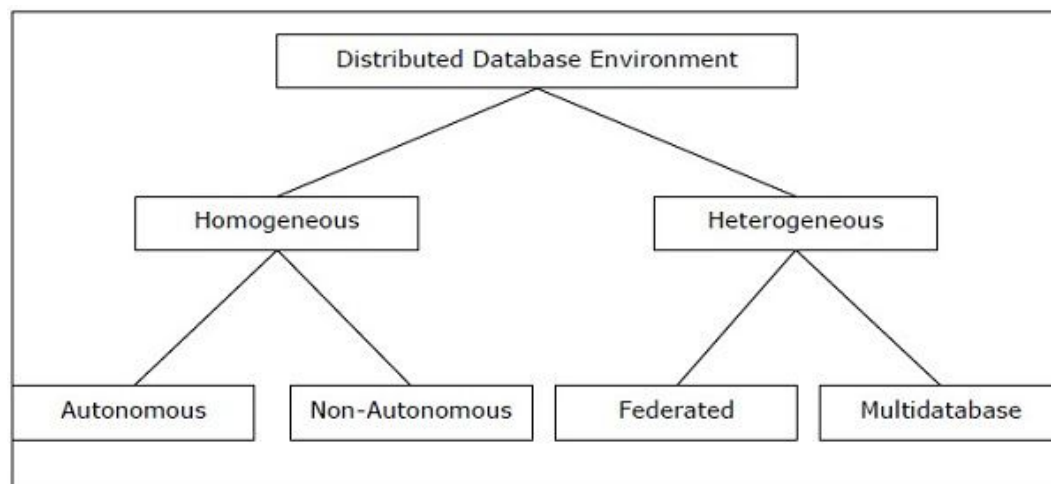 Distributed Database Environment
Homogeneous
Heterogeneous
Autonomous
Non-Autonomous
Federated
Multidatabase